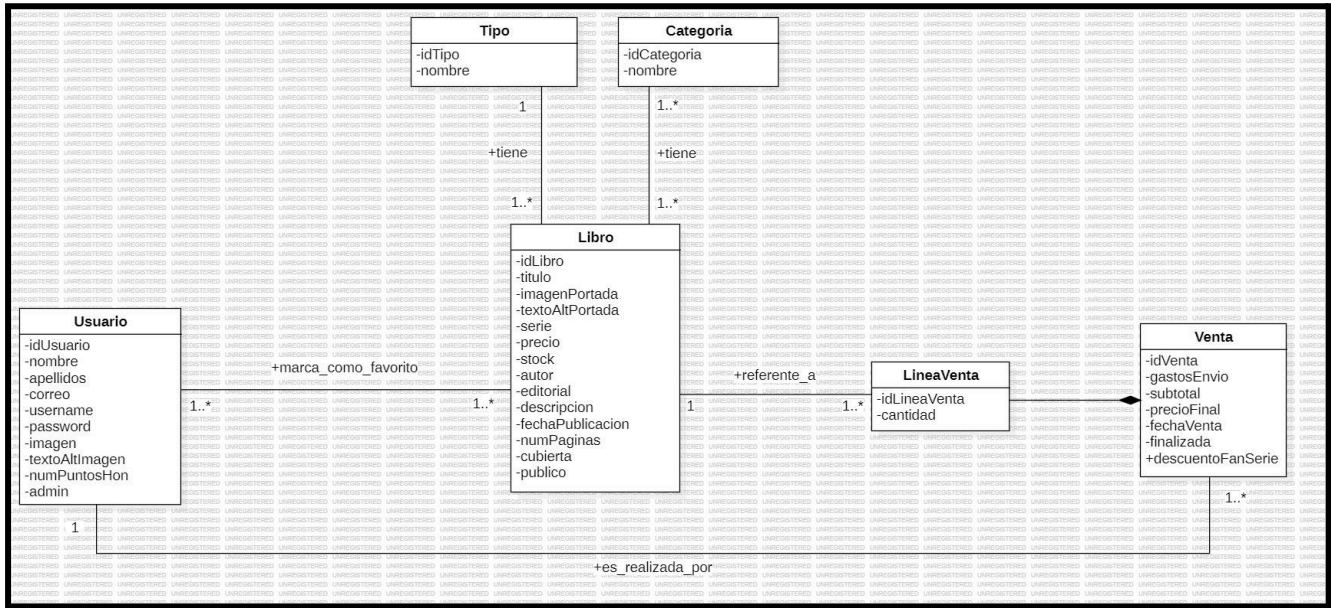 Tipo
-idTipo
-nombre
Categoria
-idCategoria
-nombre
1
1..*
+tiene
+tiene
1..*
1..*
Libro
-idLibro
-titulo
-imagenPortada
-textoAltPortada
-serie
-precio
-stock
-autor
-editorial
-descripcion
-fechaPublicacion
-numPaginas
-cubierta
-publico
Usuario
-idUsuario
-nombre
-apellidos
-correo
-username
-password
-imagen
-textoAltImagen
-numPuntosHon
-admin
+marca_como_favorito
1..*
1..*
+referente_a
1
1..*
LineaVenta
-idLineaVenta
-cantidad
Venta
-idVenta
-gastosEnvio
-subtotal
-precioFinal
-fechaVenta
-finalizada
+descuentoFanSerie
1
1..*
+es_realizada_por
UNREGISTERED